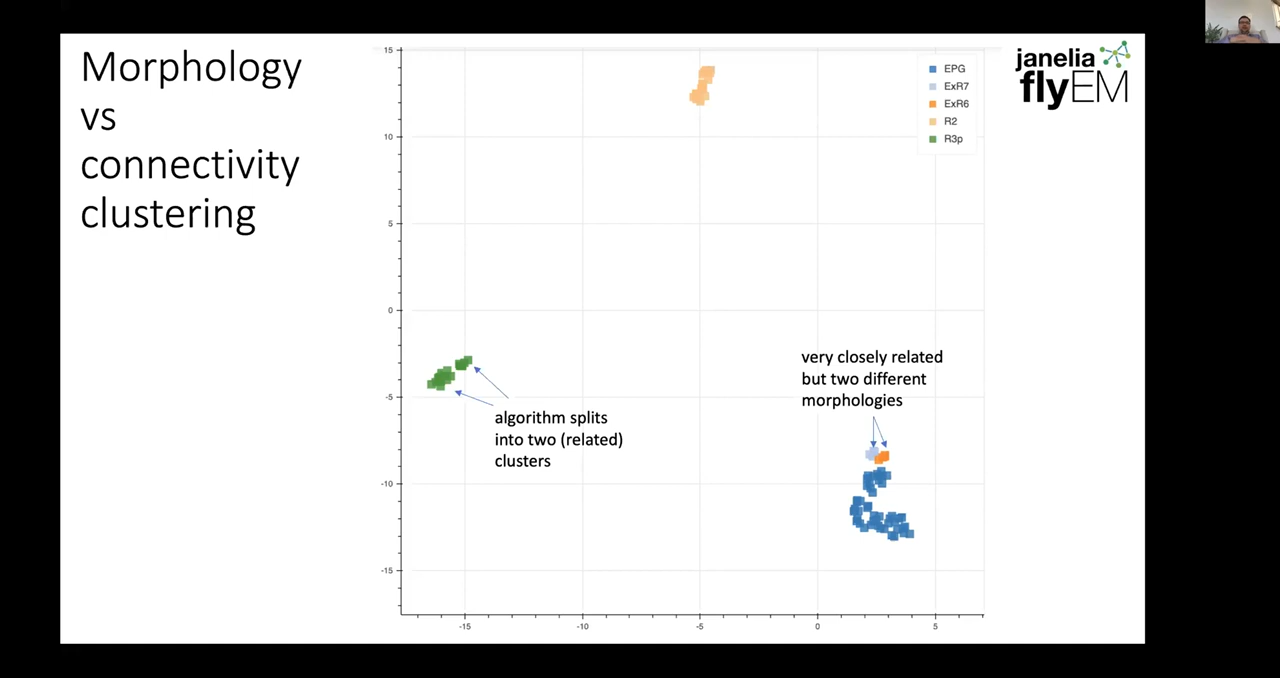 Morphology
vs
connectivity
clustering
janelia
flyEM
EPG
ExR7
ExR6
R2
R3p
15
10
5
0
-5
-10
-15
-15
-10
-5
0
5
algorithm splits
into two (related)
clusters
very closely related
but two different
morphologies